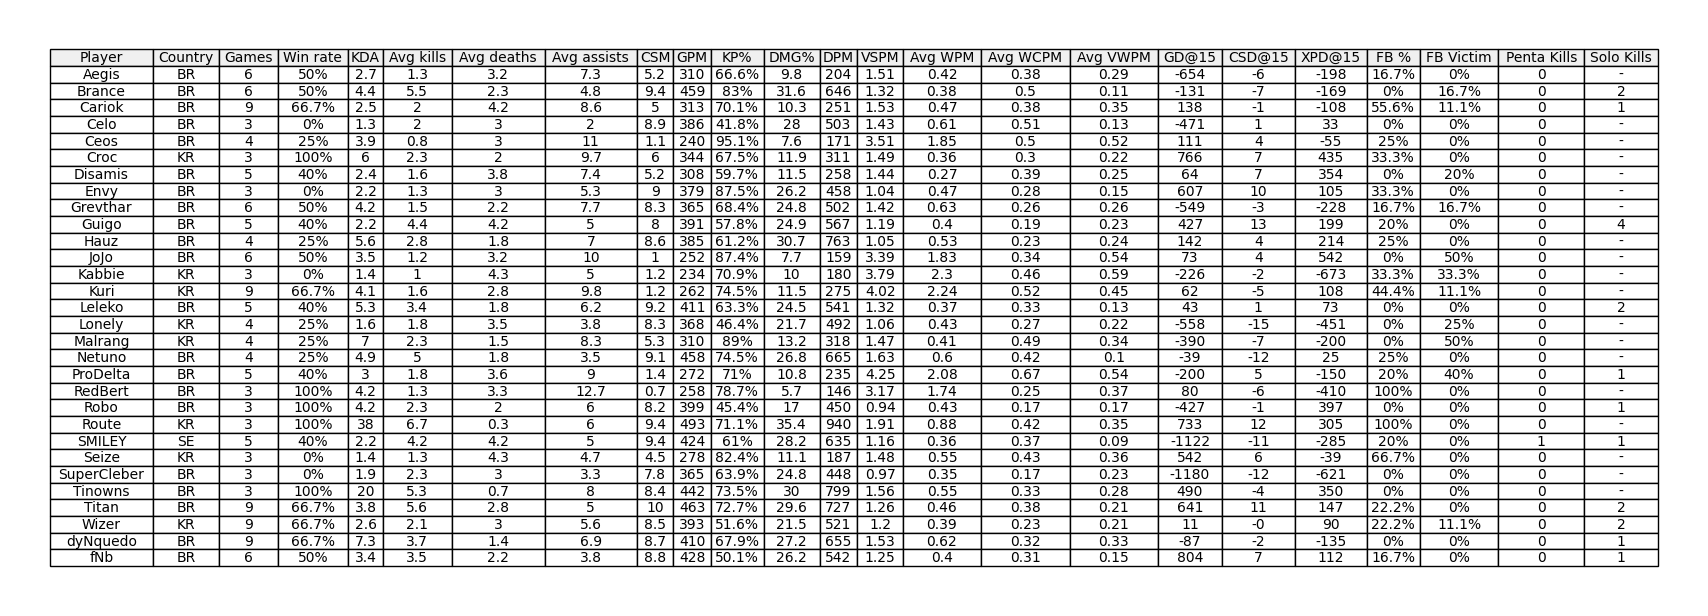 Player Country Games Win rate KDA Avg kills Avg deaths Avg assists CSM GPM KP% DMG% DPM VSPM Avg WPM Avg WCPM Avg VWPM GD@15 CSD@15 XPD@15 FB % FB Victim Penta Kills Solo Kills
Aegis BR 6 50% 2.7 1.3 3.2 7.3 5.2 310 66.6% 9.8 204 1.51 0.42 0.38 0.29 -654 -6 -198 16.7% 0% 0 -
Brance BR 6 50% 4.4 5.5 2.3 4.8 9.4 459 83% 31.6 646 1.32 0.38 0.5 0.11 -131 -7 -169 0% 16.7% 0 2
Cariok BR 9 66.7% 2.5 2 4.2 8.6 5 313 70.1% 10.3 251 1.53 0.47 0.38 0.35 138 -1 -108 55.6% 11.1% 0 1
Celo BR 3 0% 1.3 2 3 2 8.9 386 41.8% 28 503 1.43 0.61 0.51 0.13 -471 1 33 0% 0% 0 -
Ceos BR 4 25% 3.9 0.8 3 11 1.1 240 95.1% 7.6 171 3.51 1.85 0.5 0.52 111 4 -55 25% 0% 0 -
Croc KR 3 100% 6 2.3 2 9.7 6 344 67.5% 11.9 311 1.49 0.36 0.3 0.22 766 7 435 33.3% 0% 0 -
Disamis BR 5 40% 2.4 1.6 3.8 7.4 5.2 308 59.7% 11.5 258 1.44 0.27 0.39 0.25 64 7 354 0% 20% 0 -
Envy BR 3 0% 2.2 1.3 3 5.3 9 379 87.5% 26.2 458 1.04 0.47 0.28 0.15 607 10 105 33.3% 0% 0 -
Grevthar BR 6 50% 4.2 1.5 2.2 7.7 8.3 365 68.4% 24.8 502 1.42 0.63 0.26 0.26 -549 -3 -228 16.7% 16.7% 0 -
Guigo BR 5 40% 2.2 4.4 4.2 5 8 391 57.8% 24.9 567 1.19 0.4 0.19 0.23 427 13 199 20% 0% 0 4
Hauz BR 4 25% 5.6 2.8 1.8 7 8.6 385 61.2% 30.7 763 1.05 0.53 0.23 0.24 142 4 214 25% 0% 0 -
JoJo BR 6 50% 3.5 1.2 3.2 10 1 252 87.4% 7.7 159 3.39 1.83 0.34 0.54 73 4 542 0% 50% 0 -
Kabbie KR 3 0% 1.4 1 4.3 5 1.2 234 70.9% 10 180 3.79 2.3 0.46 0.59 -226 -2 -673 33.3% 33.3% 0 -
Kuri KR 9 66.7% 4.1 1.6 2.8 9.8 1.2 262 74.5% 11.5 275 4.02 2.24 0.52 0.45 62 -5 108 44.4% 11.1% 0 -
Leleko BR 5 40% 5.3 3.4 1.8 6.2 9.2 411 63.3% 24.5 541 1.32 0.37 0.33 0.13 43 1 73 0% 0% 0 2
Lonely KR 4 25% 1.6 1.8 3.5 3.8 8.3 368 46.4% 21.7 492 1.06 0.43 0.27 0.22 -558 -15 -451 0% 25% 0 -
Malrang KR 4 25% 7 2.3 1.5 8.3 5.3 310 89% 13.2 318 1.47 0.41 0.49 0.34 -390 -7 -200 0% 50% 0 -
Netuno BR 4 25% 4.9 5 1.8 3.5 9.1 458 74.5% 26.8 665 1.63 0.6 0.42 0.1 -39 -12 25 25% 0% 0 -
ProDelta BR 5 40% 3 1.8 3.6 9 1.4 272 71% 10.8 235 4.25 2.08 0.67 0.54 -200 5 -150 20% 40% 0 1
RedBert BR 3 100% 4.2 1.3 3.3 12.7 0.7 258 78.7% 5.7 146 3.17 1.74 0.25 0.37 80 -6 -410 100% 0% 0 -
Robo BR 3 100% 4.2 2.3 2 6 8.2 399 45.4% 17 450 0.94 0.43 0.17 0.17 -427 -1 397 0% 0% 0 1
Route KR 3 100% 38 6.7 0.3 6 9.4 493 71.1% 35.4 940 1.91 0.88 0.42 0.35 733 12 305 100% 0% 0 -
SMILEY SE 5 40% 2.2 4.2 4.2 5 9.4 424 61% 28.2 635 1.16 0.36 0.37 0.09 -1122 -11 -285 20% 0% 1 1
Seize KR 3 0% 1.4 1.3 4.3 4.7 4.5 278 82.4% 11.1 187 1.48 0.55 0.43 0.36 542 6 -39 66.7% 0% 0 -
SuperCleber BR 3 0% 1.9 2.3 3 3.3 7.8 365 63.9% 24.8 448 0.97 0.35 0.17 0.23 -1180 -12 -621 0% 0% 0 -
Tinowns BR 3 100% 20 5.3 0.7 8 8.4 442 73.5% 30 799 1.56 0.55 0.33 0.28 490 -4 350 0% 0% 0 -
Titan BR 9 66.7% 3.8 5.6 2.8 5 10 463 72.7% 29.6 727 1.26 0.46 0.38 0.21 641 11 147 22.2% 0% 0 2
Wizer KR 9 66.7% 2.6 2.1 3 5.6 8.5 393 51.6% 21.5 521 1.2 0.39 0.23 0.21 11 -0 90 22.2% 11.1% 0 2
dyNquedo BR 9 66.7% 7.3 3.7 1.4 6.9 8.7 410 67.9% 27.2 655 1.53 0.62 0.32 0.33 -87 -2 -135 0% 0% 0 1
fNb BR 6 50% 3.4 3.5 2.2 3.8 8.8 428 50.1% 26.2 542 1.25 0.4 0.31 0.15 804 7 112 16.7% 0% 0 1